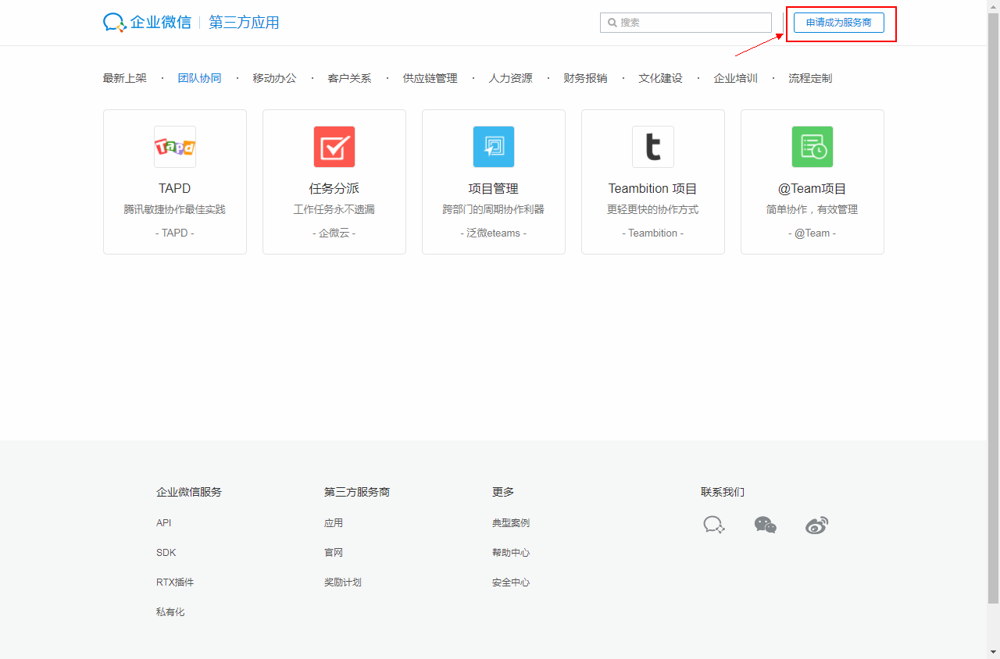 企业微信 第三方应用 搜索 申请成为服务商
最新上架 · 团队协同 · 移动办公 · 客户关系 · 供应链管理 · 人力资源 · 财务报销 · 文化建设 · 企业培训 · 流程定制
Tapd t
TAPD 任务分派 项目管理 Teambition 项目 @Team项目
腾讯敏捷协作最佳实践 工作任务永不遗漏 跨部门的周期协作利器 更轻更快的协作方式 简单协作，有效管理
- TAPD - - 企微云 - - 泛微eteams - - Teambition - - @Team -
企业微信服务 第三方服务商 更多 联系我们
API 应用 典型案例
SDK 官网 帮助中心
RTX插件 奖励计划 安全中心
私有化